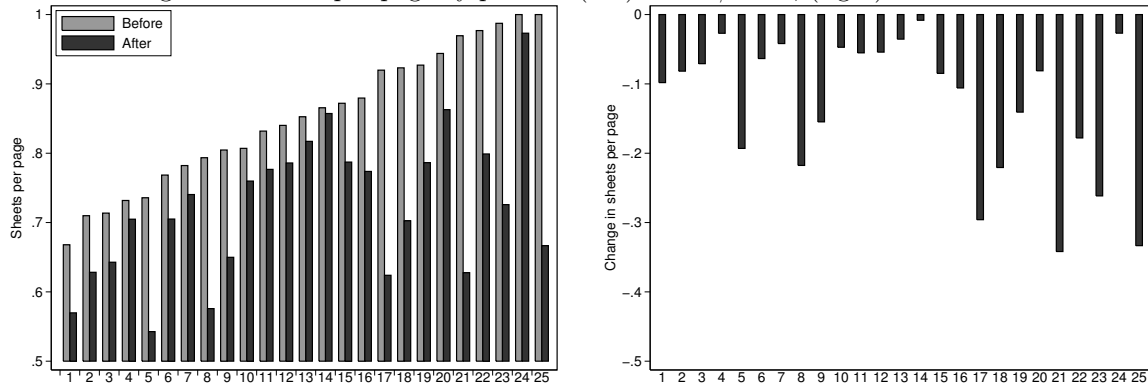 Before
After
Sheets per page
1
.9
.8
.7
.6
.5
1 2 3 4 5 6 7 8 9 10 11 12 13 14 15 16 17 18 19 20 21 22 23 24 25
Change in sheets per page
0
−.1
−.2
−.3
−.4
−.5
1 2 3 4 5 6 7 8 9 10 11 12 13 14 15 16 17 18 19 20 21 22 23 24 25